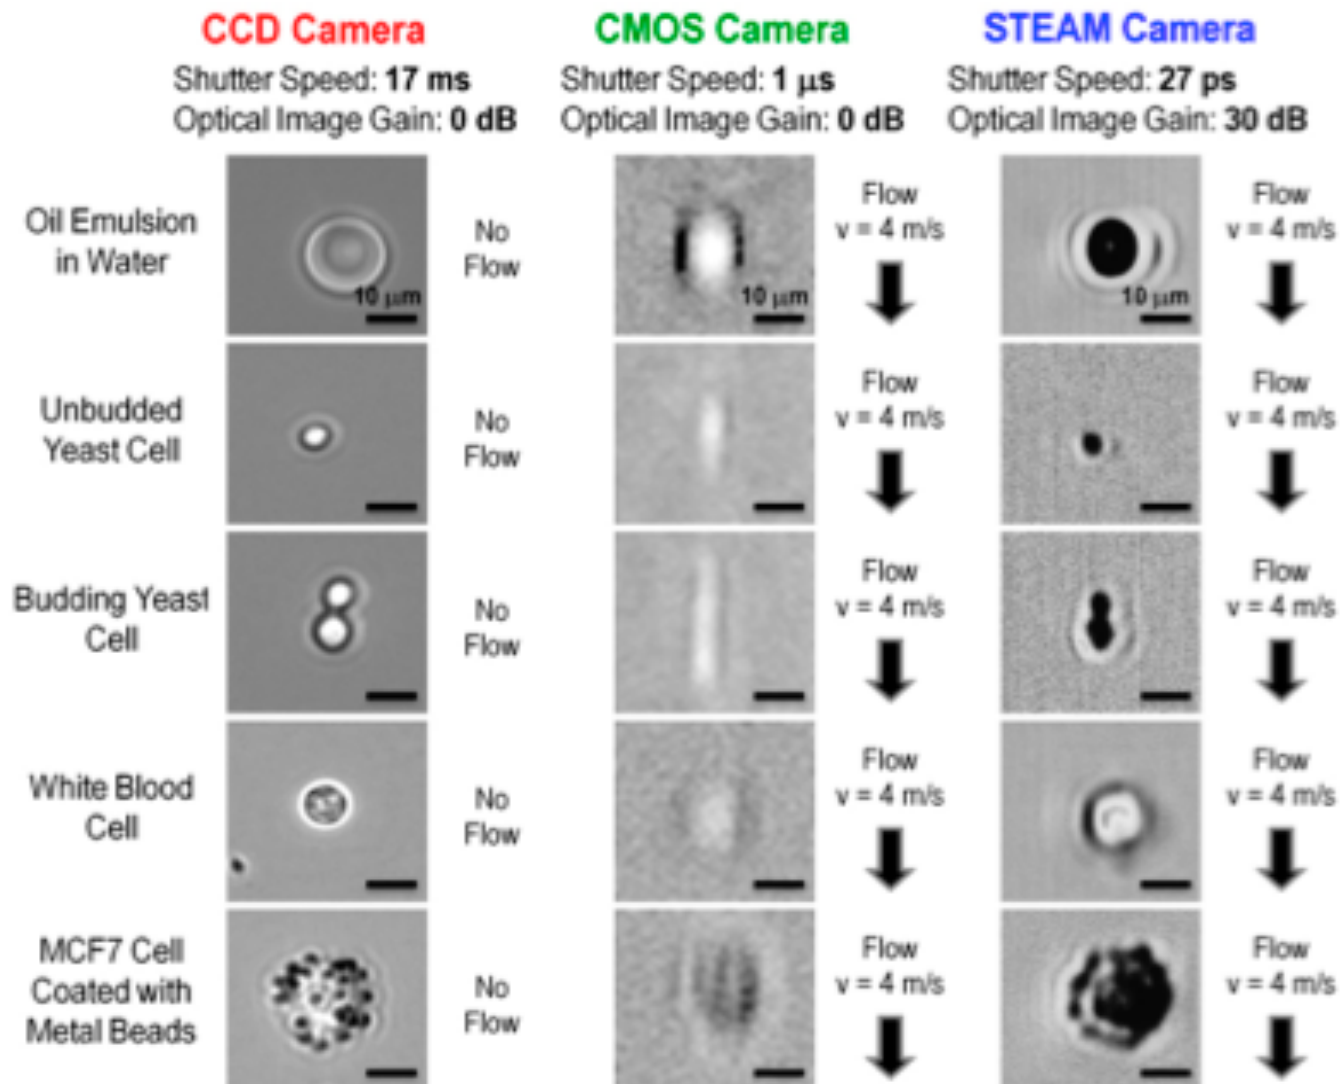 CCD Camera
CMOS Camera
STEAM Camera
Shutter Speed: 17 ms
Shutter Speed: 1 μs
Shutter Speed: 27 ps
Optical Image Gain: 0 dB
Optical Image Gain: 0 dB
Optical Image Gain: 30 dB
Oil Emulsion
in Water
10 μm
No
Flow
10 μm
Flow
v = 4 m/s
10 μm
Flow
v = 4 m/s
Unbudded
Yeast Cell
No
Flow
Flow
v = 4 m/s
Flow
v = 4 m/s
Budding Yeast
Cell
No
Flow
Flow
v = 4 m/s
Flow
v = 4 m/s
White Blood
Cell
No
Flow
Flow
v = 4 m/s
Flow
v = 4 m/s
MCF7 Cell
Coated with
Metal Beads
No
Flow
Flow
v = 4 m/s
Flow
v = 4 m/s